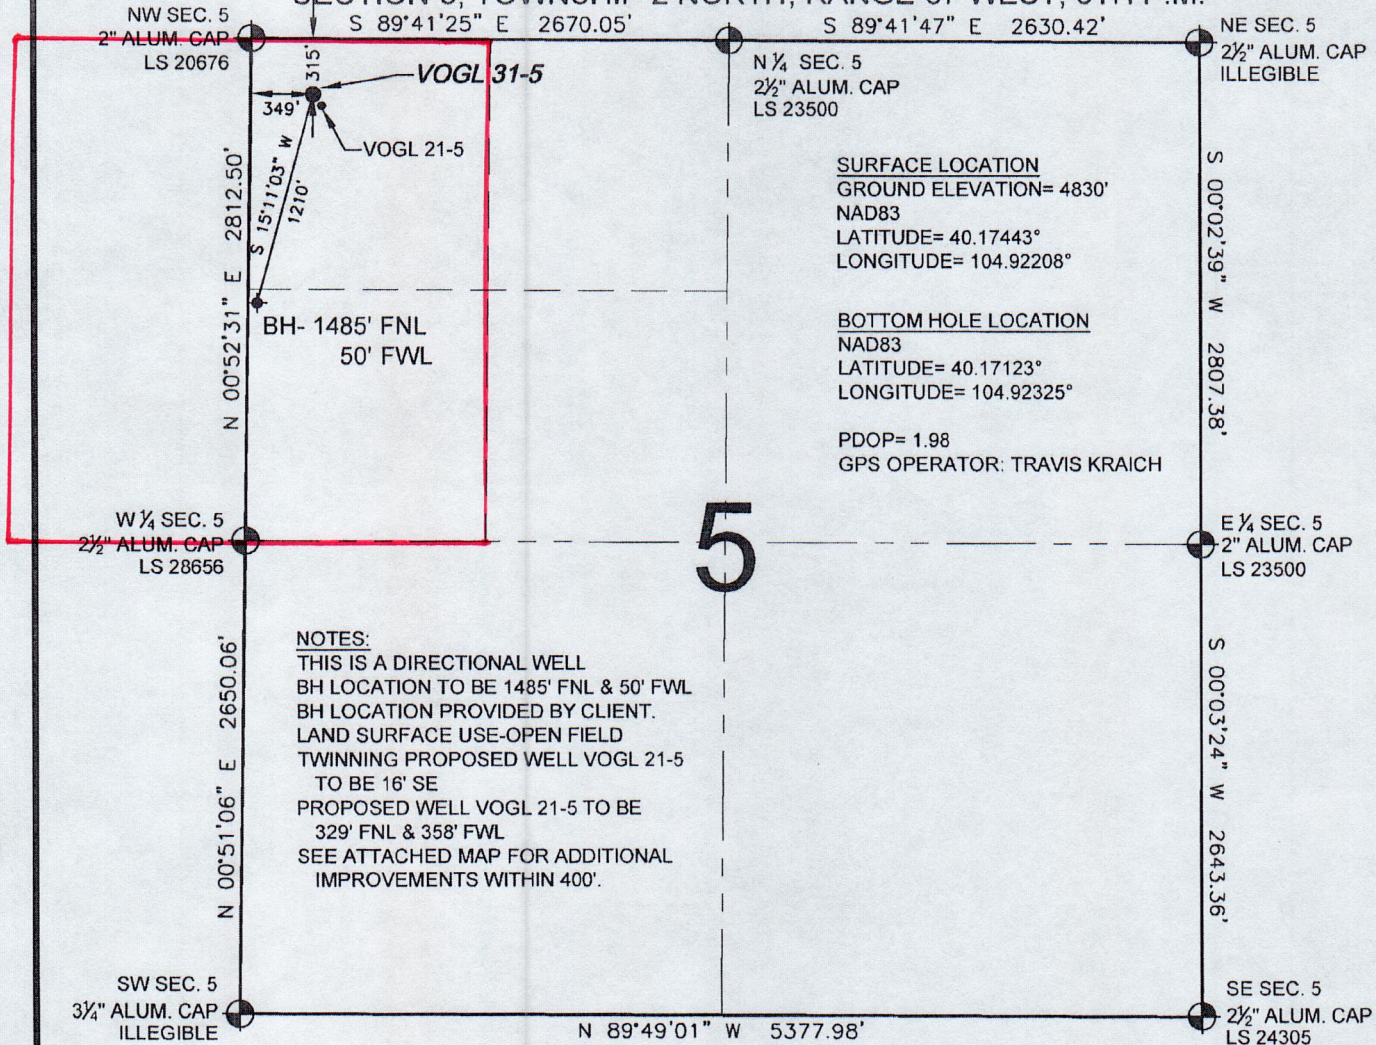 SECTION 5, TOWNSHIP 2 NORTH, RANGE 67 WEST, 6TH P.M.
NW SEC. 5
2" ALUM. CAP
LS 20676
S 89°41'25" E 2670.05'
S 89°41'47" E 2630.42'
NE SEC. 5
2½" ALUM. CAP
ILLEGIBLE
N ¼ SEC. 5
2½" ALUM. CAP
LS 23500
315'
VOGL 31-5
349'
VOGL 21-5
S 15°11'03" W
1210'
N 00°52'31" E 2812.50'
BH- 1485' FNL
50' FWL
SURFACE LOCATION
GROUND ELEVATION= 4830'
NAD83
LATITUDE= 40.17443°
LONGITUDE= 104.92208°
BOTTOM HOLE LOCATION
NAD83
LATITUDE= 40.17123°
LONGITUDE= 104.92325°
PDOP= 1.98
GPS OPERATOR: TRAVIS KRAICH
S 00°02'39" W 2807.38'
W ¼ SEC. 5
2½" ALUM. CAP
LS 28656
5
E ¼ SEC. 5
2" ALUM. CAP
LS 23500
NOTES:
THIS IS A DIRECTIONAL WELL
BH LOCATION TO BE 1485' FNL & 50' FWL
BH LOCATION PROVIDED BY CLIENT.
LAND SURFACE USE-OPEN FIELD
TWINNING PROPOSED WELL VOGL 21-5
TO BE 16' SE
PROPOSED WELL VOGL 21-5 TO BE
329' FNL & 358' FWL
SEE ATTACHED MAP FOR ADDITIONAL
IMPROVEMENTS WITHIN 400'.
N 00°51'06" E 2650.06'
S 00°03'24" W 2643.36'
SW SEC. 5
3¼" ALUM. CAP
ILLEGIBLE
N 89°49'01" W 5377.98'
SE SEC. 5
2½" ALUM. CAP
LS 24305